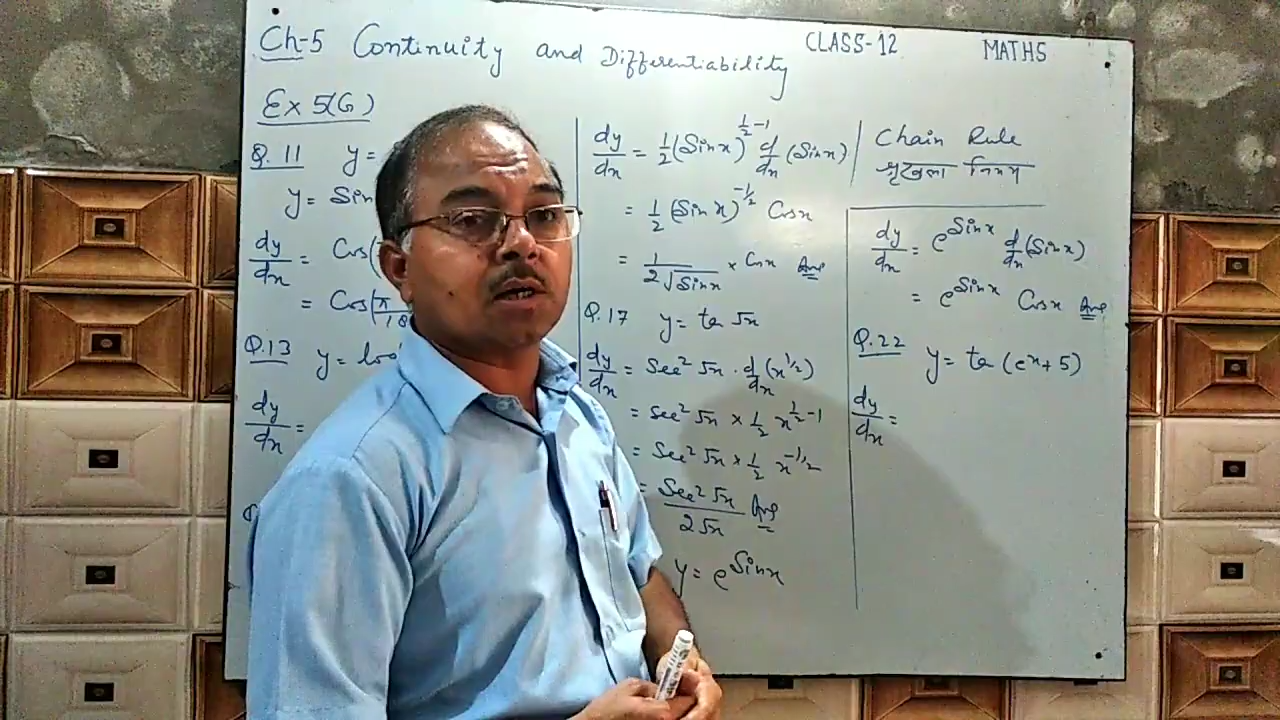 Ch-5 Continuity and Differentiability CLASS-12 MATHS
Ex 5(G)
Q. 11 y=
y= Sin
dy/dx = Cos(
= Cos(π/18
Q.13 y= log
dy/dx =
dy/dx = 1/2 (Sin x)^(1/2-1) d/dx (Sin x)
= 1/2 (Sin x)^(-1/2) Cos x
= 1/(2√Sin x) × Cos x Ans
Q.17 y= tan √x
dy/dx = Sec² √x · d/dx (x^(1/2))
= Sec² √x × 1/2 x^(1/2-1)
= Sec² √x × 1/2 x^(-1/2)
= Sec² √x / 2√x Ans
y= e^(Sin x)
Chain Rule
श्रृंखला नियम
dy/dx = e^(Sin x) d/dx (Sin x)
= e^(Sin x) Cos x Ans
Q.22 y= tan (e^x + 5)
dy/dx =